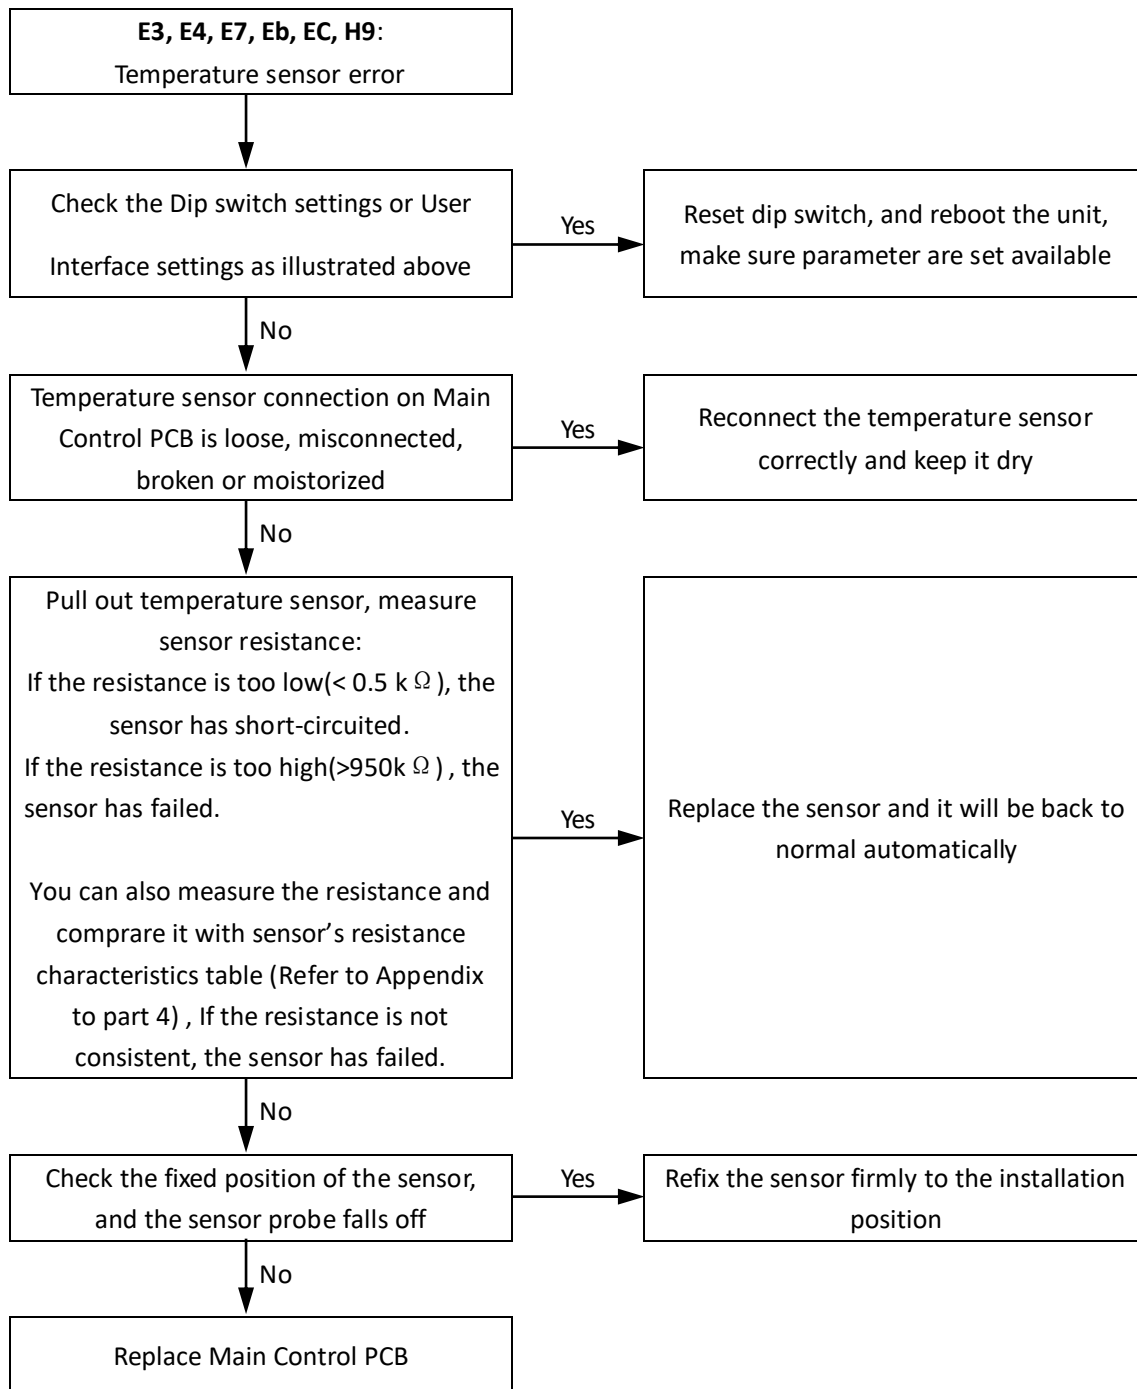 E3, E4, E7, Eb, EC, H9:
Temperature sensor error
Check the Dip switch settings or User
Interface settings as illustrated above
Yes
Reset dip switch, and reboot the unit,
make sure parameter are set available
No
Temperature sensor connection on Main
Control PCB is loose, misconnected,
broken or moistorized
Yes
Reconnect the temperature sensor
correctly and keep it dry
No
Pull out temperature sensor, measure
sensor resistance:
If the resistance is too low(< 0.5 k Ω ), the
sensor has short-circuited.
If the resistance is too high(>950k Ω ) , the
sensor has failed.
You can also measure the resistance and
comprare it with sensor’s resistance
characteristics table (Refer to Appendix
to part 4) , If the resistance is not
consistent, the sensor has failed.
Yes
Replace the sensor and it will be back to
normal automatically
No
Check the fixed position of the sensor,
and the sensor probe falls off
Yes
Refix the sensor firmly to the installation
position
No
Replace Main Control PCB